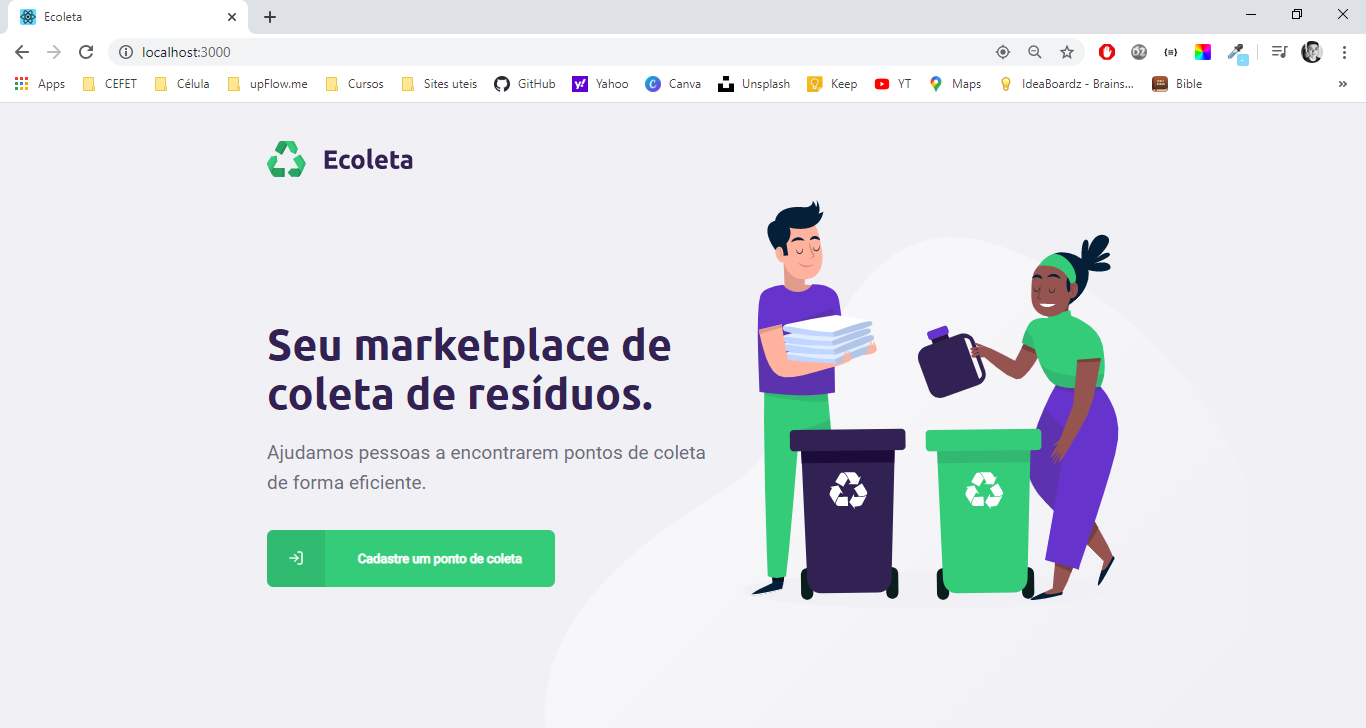 Ecoleta
localhost:3000
Apps CEFET Célula upFlow.me Cursos Sites uteis GitHub Yahoo Canva Unsplash Keep YT Maps IdeaBoardz - Brains... Bible
Ecoleta
Seu marketplace de
coleta de resíduos.
Ajudamos pessoas a encontrarem pontos de coleta
de forma eficiente.
Cadastre um ponto de coleta